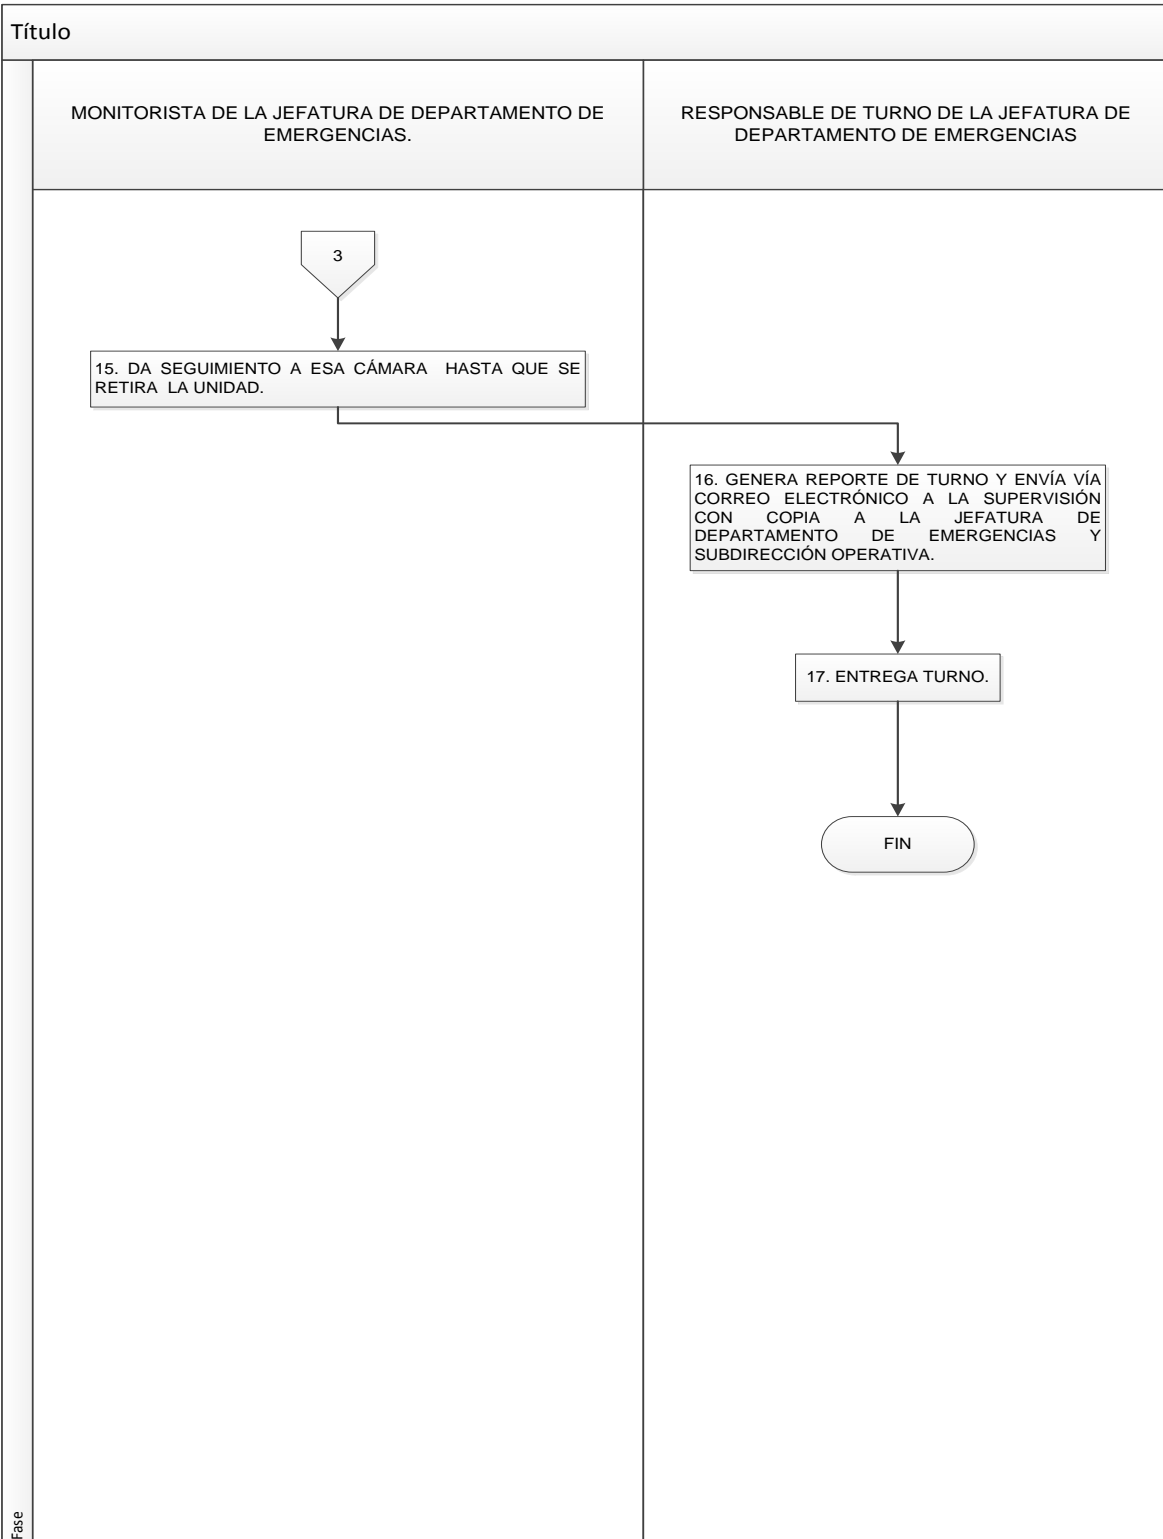 Título
MONITORISTA DE LA JEFATURA DE DEPARTAMENTO DE
EMERGENCIAS.
RESPONSABLE DE TURNO DE LA JEFATURA DE
DEPARTAMENTO DE EMERGENCIAS
3
15. DA SEGUIMIENTO A ESA CÁMARA HASTA QUE SE
RETIRA LA UNIDAD.
16. GENERA REPORTE DE TURNO Y ENVÍA VÍA
CORREO ELECTRÓNICO A LA SUPERVISIÓN
CON COPIA A LA JEFATURA DE
DEPARTAMENTO DE EMERGENCIAS Y
SUBDIRECCIÓN OPERATIVA.
17. ENTREGA TURNO.
FIN
Fase